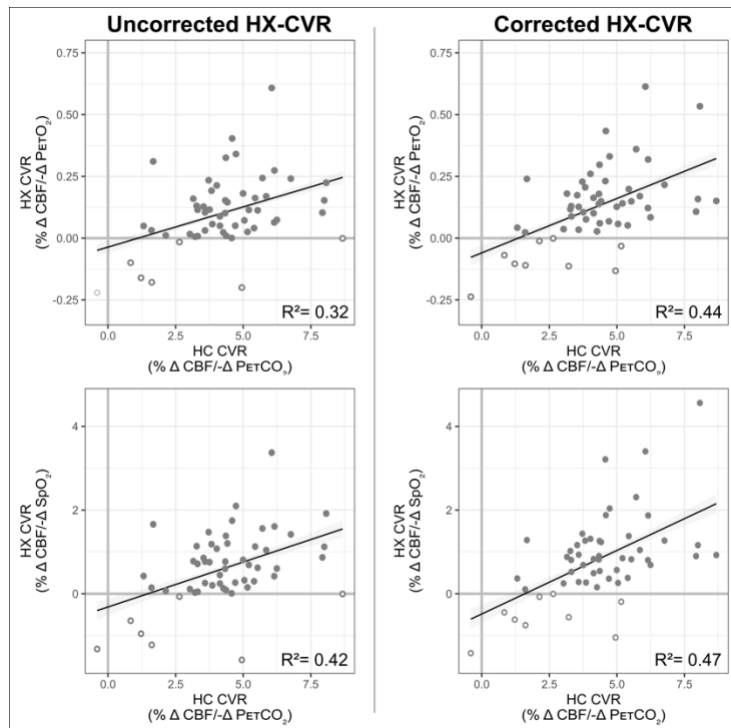 Uncorrected HX-CVR
Corrected HX-CVR
HX CVR
(% Δ CBF/-Δ PETO₂)
0.75
0.50
0.25
0.00
-0.25
R²= 0.32
0.0
2.5
5.0
7.5
HC CVR
(% Δ CBF/-Δ PETCO₂)
HX CVR
(% Δ CBF/-Δ PETO₂)
0.75
0.50
0.25
0.00
-0.25
R²= 0.44
0.0
2.5
5.0
7.5
HC CVR
(% Δ CBF/-Δ PETCO₂)
HX CVR
(% Δ CBF/-Δ SpO₂)
4
2
0
R²= 0.42
0.0
2.5
5.0
7.5
HC CVR
(% Δ CBF/-Δ PETCO₂)
HX CVR
(% Δ CBF/-Δ SpO₂)
4
2
0
R²= 0.47
0.0
2.5
5.0
7.5
HC CVR
(% Δ CBF/-Δ PETCO₂)